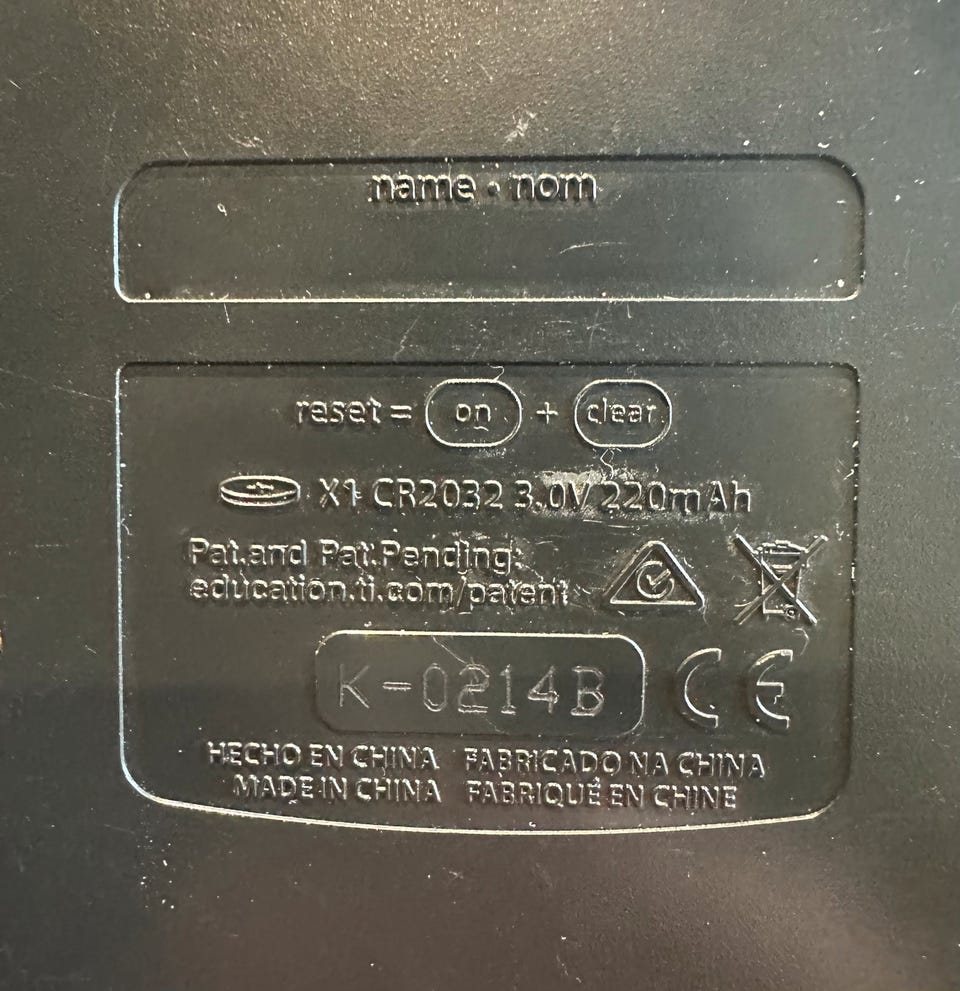 name • nom
reset = on + clear
X1 CR2032 3.0V 220mAh
Pat.and Pat.Pending:
education.ti.com/patent
K-0214B
CE
HECHO EN CHINA FABRICADO NA CHINA
MADE IN CHINA FABRIQUÉ EN CHINE